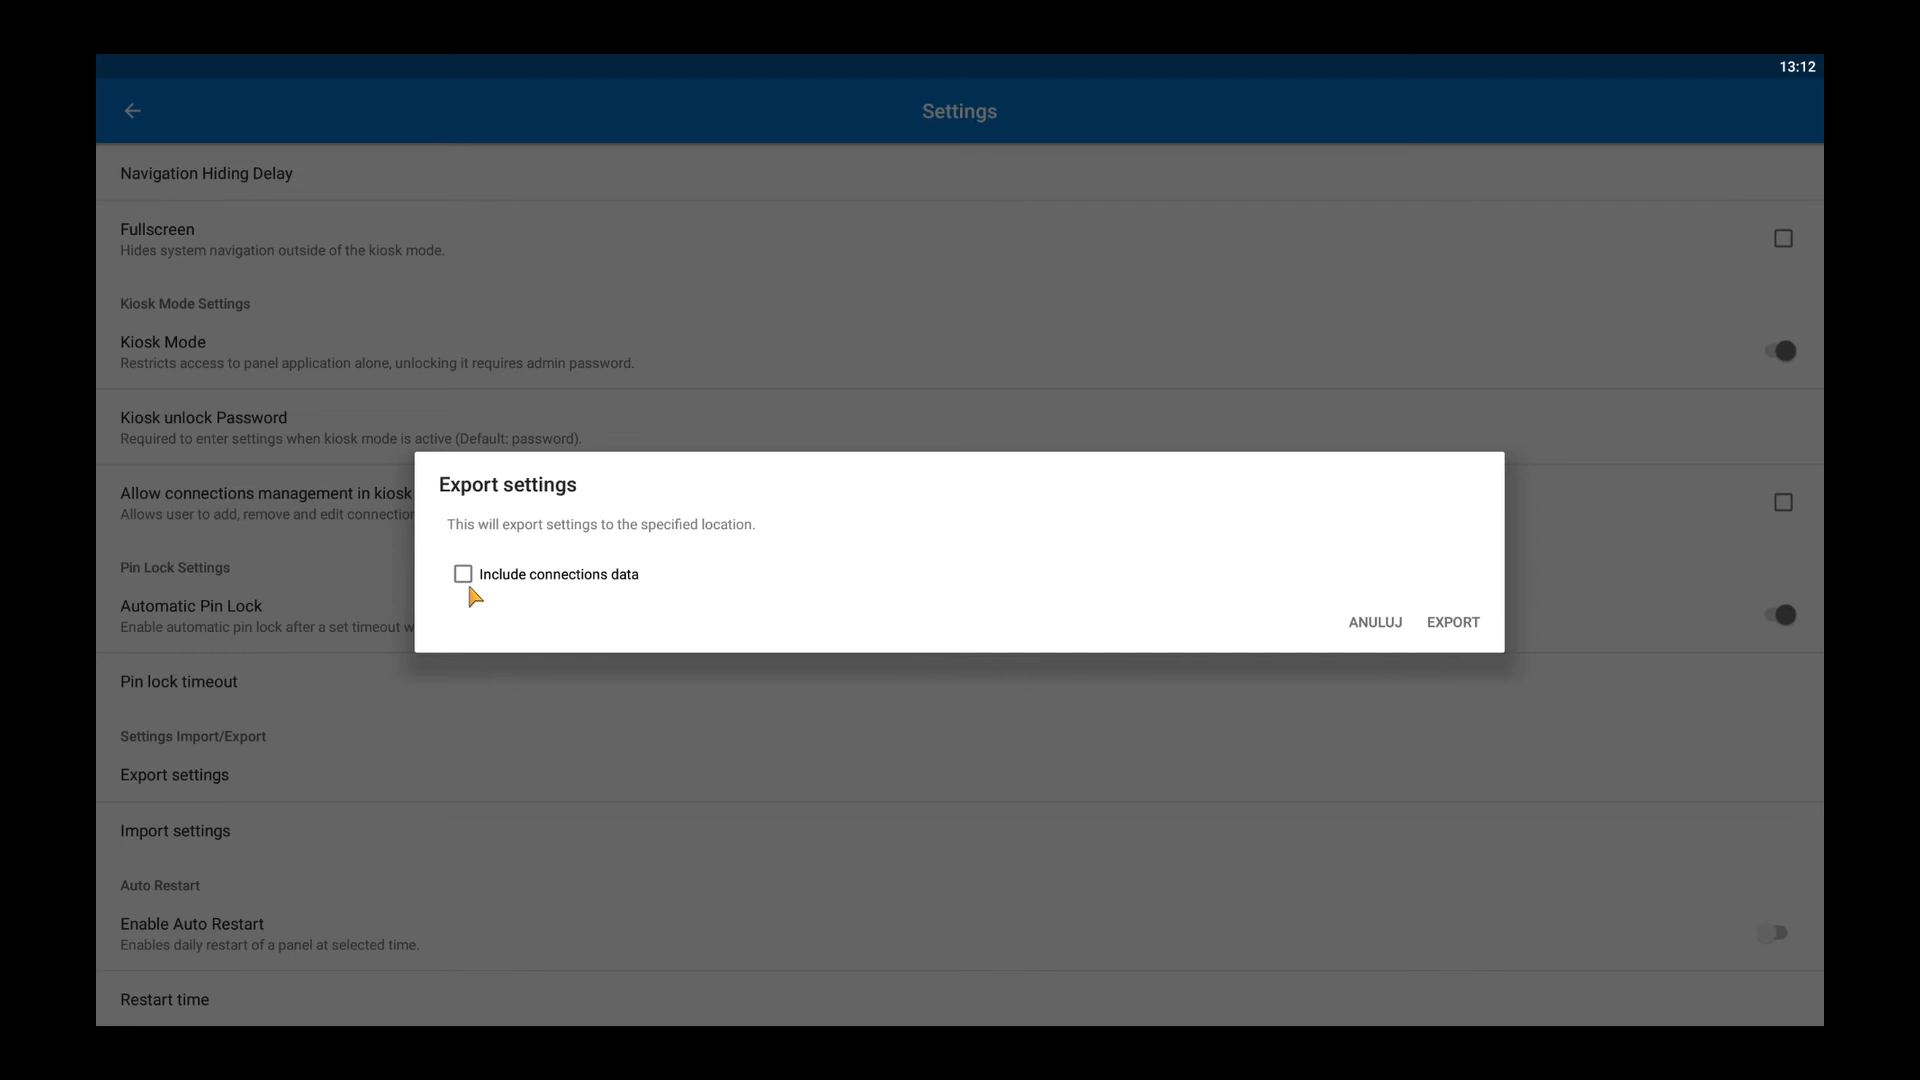 13:12
Settings
Navigation Hiding Delay
Fullscreen
Hides system navigation outside of the kiosk mode.
Kiosk Mode Settings
Kiosk Mode
Restricts access to panel application alone, unlocking it requires admin password.
Kiosk unlock Password
Required to enter settings when kiosk mode is active (Default: password).
Allow connections management in kiosk
Allows user to add, remove and edit connection
Export settings
This will export settings to the specified location.
Include connections data
ANULUJ EXPORT
Pin Lock Settings
Automatic Pin Lock
Enable automatic pin lock after a set timeout w
Pin lock timeout
Settings Import/Export
Export settings
Import settings
Auto Restart
Enable Auto Restart
Enables daily restart of a panel at selected time.
Restart time